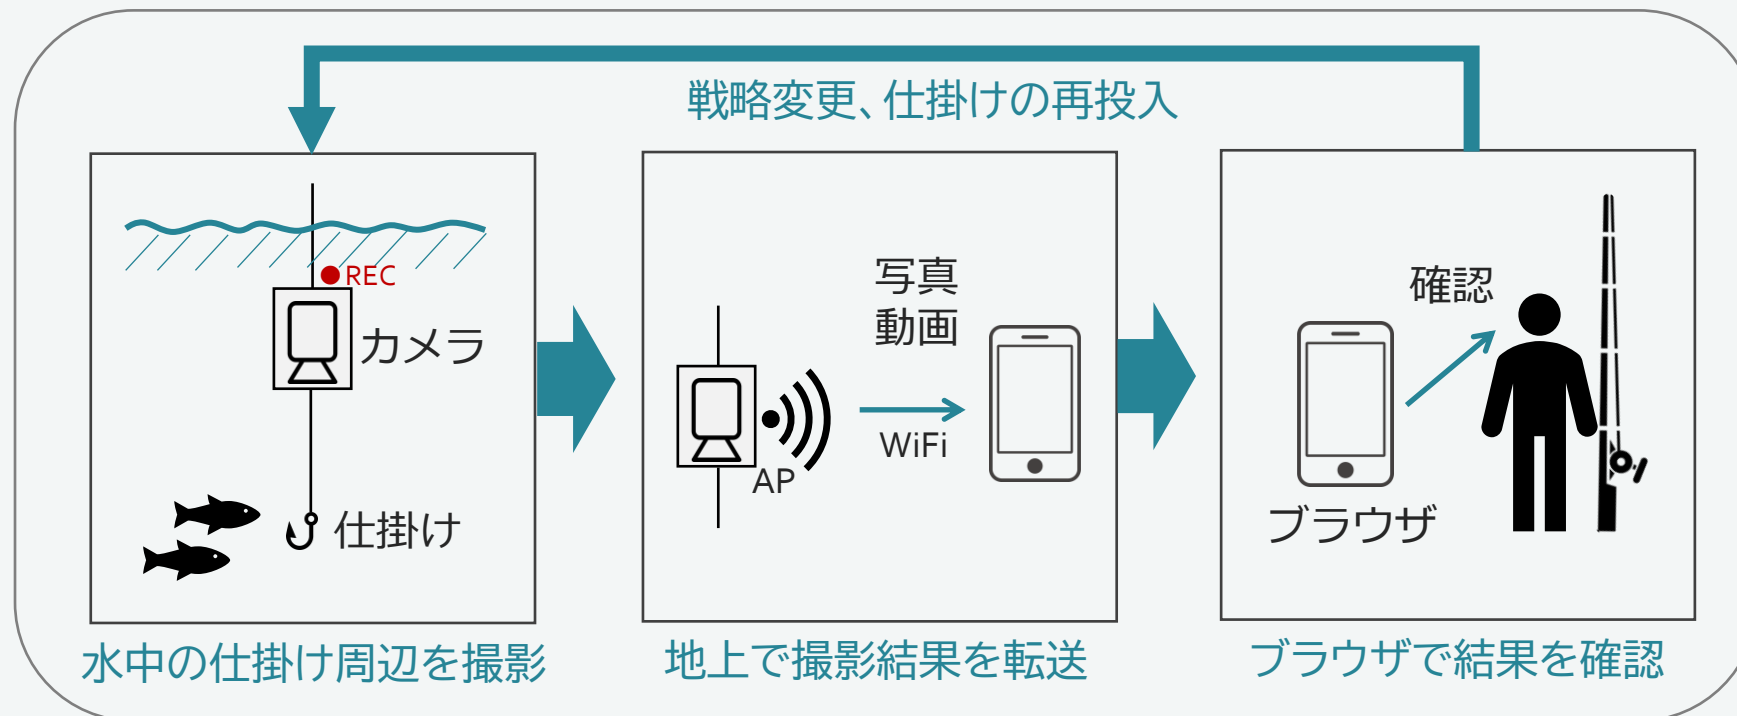 戦略変更、仕掛けの再投入
REC
カメラ
仕掛け
水中の仕掛け周辺を撮影
写真
動画
WiFi
AP
地上で撮影結果を転送
確認
ブラウザ
ブラウザで結果を確認